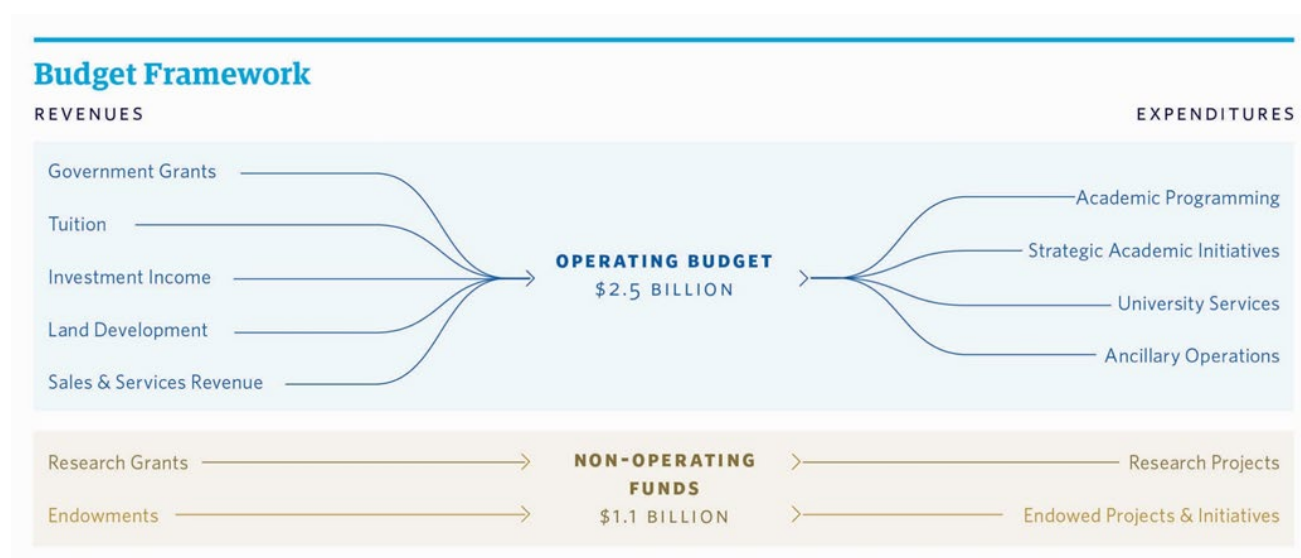 Budget Framework
REVENUES
EXPENDITURES
Government Grants
Tuition
Investment Income
Land Development
Sales & Services Revenue
OPERATING BUDGET
$2.5 BILLION
Academic Programming
Strategic Academic Initiatives
University Services
Ancillary Operations
Research Grants
Endowments
NON-OPERATING
FUNDS
$1.1 BILLION
Research Projects
Endowed Projects & Initiatives